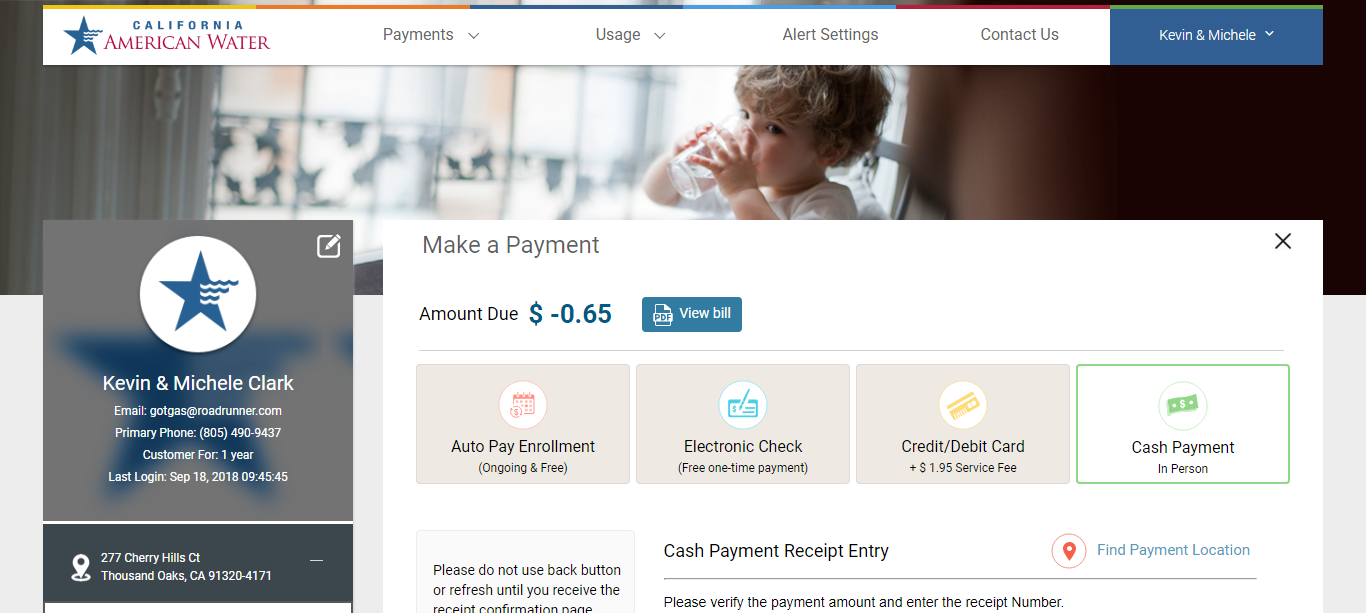 CALIFORNIA
AMERICAN WATER
Payments
Usage
Alert Settings
Contact Us
Kevin & Michele
Make a Payment
Amount Due $ -0.65
PDF View bill
Kevin & Michele Clark
Email: gotgas@roadrunner.com
Primary Phone: (805) 490-9437
Customer For: 1 year
Last Login: Sep 18, 2018 09:45:45
277 Cherry Hills Ct
Thousand Oaks, CA 91320-4171
Auto Pay Enrollment
(Ongoing & Free)
Electronic Check
(Free one-time payment)
Credit/Debit Card
+ $ 1.95 Service Fee
Cash Payment
In Person
Please do not use back button
or refresh until you receive the
receipt confirmation page
Cash Payment Receipt Entry
Find Payment Location
Please verify the payment amount and enter the receipt Number.